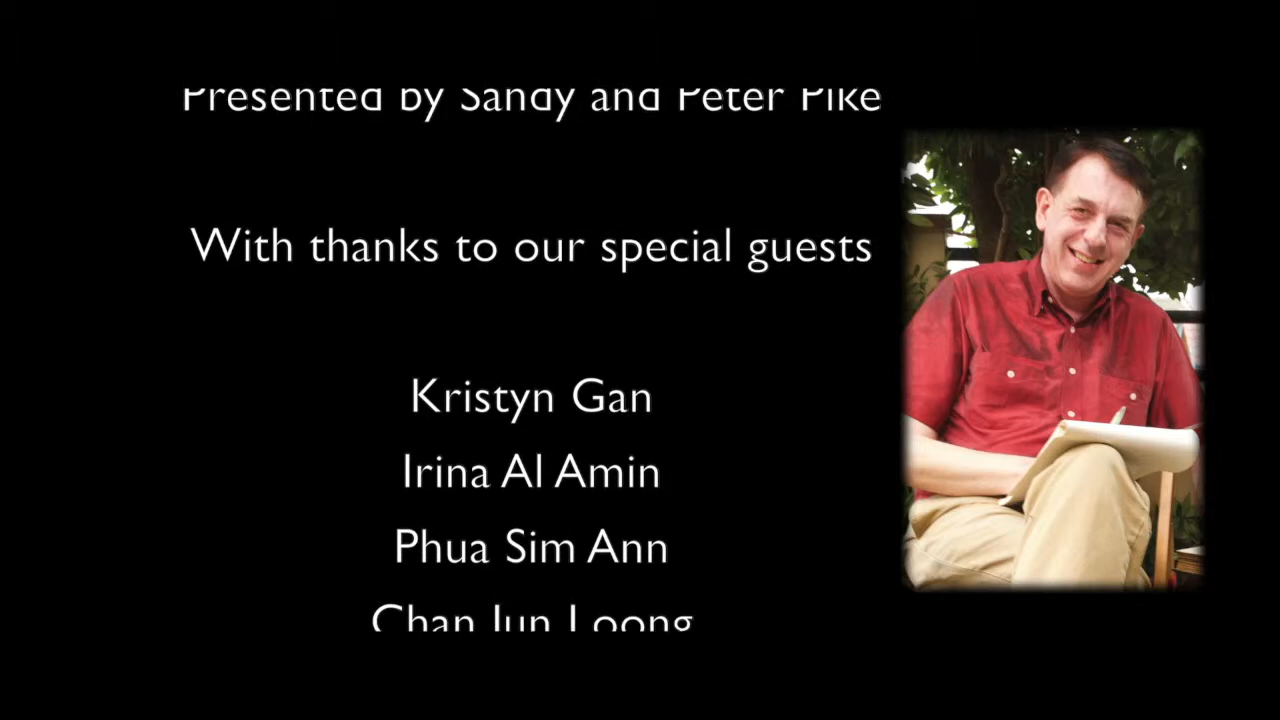 Presented by Sandy and Peter Pike
With thanks to our special guests
Kristyn Gan
Irina Al Amin
Phua Sim Ann
Chan Jun Loong